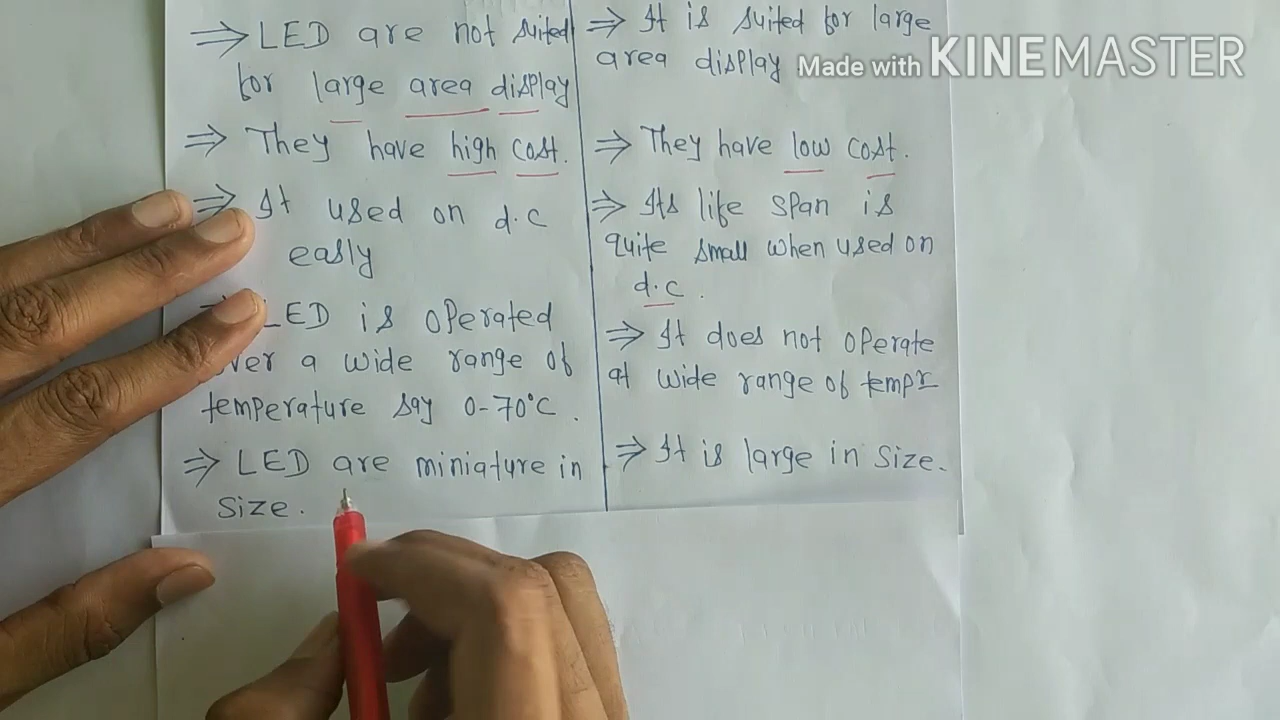 ⇒ LED are not suited
for large area display
⇒ They have high cost.
⇒ It used on d.c
easly
LED is operated
over a wide range of
temperature say 0-70°C.
⇒ LED are miniature in
size.
⇒ It is suited for large
area display
⇒ They have low cost.
⇒ Its life span is
quite small when used on
d.c.
⇒ It does not operate
at wide range of tempr
⇒ It is large in size.
Made with KINEMASTER